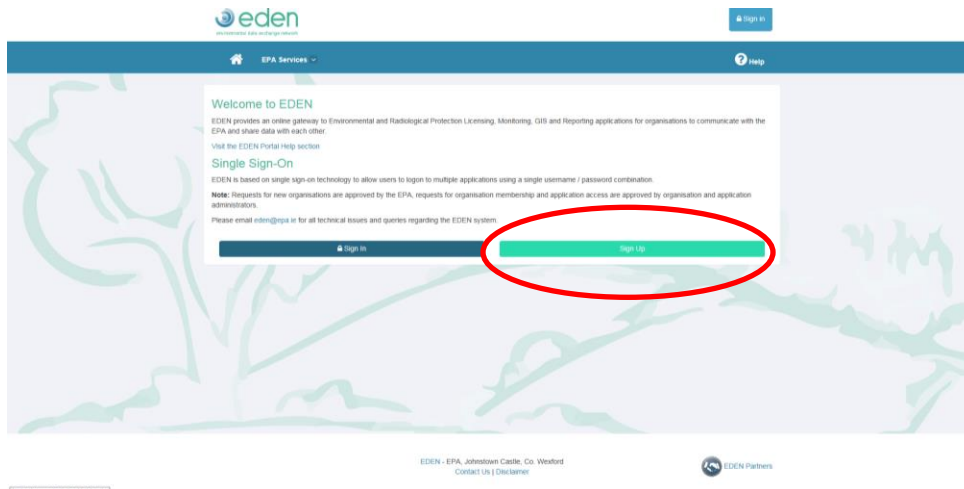 eden
environmental data exchange network
Sign in
EPA Services
Help
Welcome to EDEN
EDEN provides an online gateway to Environmental and Radiological Protection Licensing, Monitoring, GIS and Reporting applications for organisations to communicate with the
EPA and share data with each other.
Visit the EDEN Portal Help section
Single Sign-On
EDEN is based on single sign-on technology to allow users to logon to multiple applications using a single username / password combination.
Note: Requests for new organisations are approved by the EPA, requests for organisation membership and application access are approved by organisation and application
administrators.
Please email eden@epa.ie for all technical issues and queries regarding the EDEN system.
Sign In
Sign Up
EDEN - EPA, Johnstown Castle, Co. Wexford
Contact Us | Disclaimer
EDEN Partners